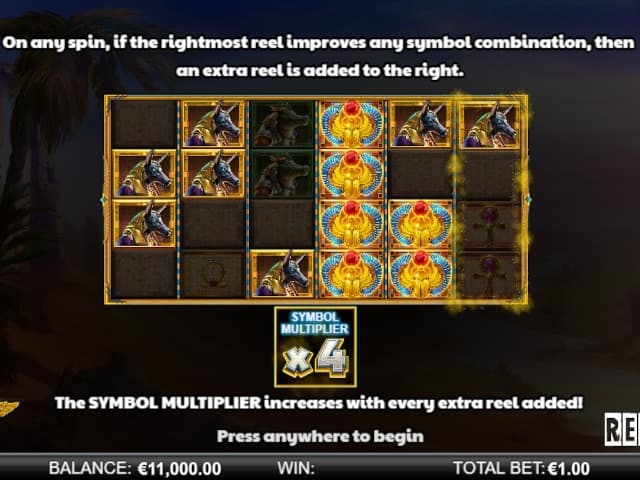 On any spin, if the rightmost reel improves any symbol combination, then
an extra reel is added to the right.
SYMBOL
MULTIPLIER
x4
The SYMBOL MULTIPLIER increases with every extra reel added!
Press anywhere to begin
BALANCE: €11,000.00 WIN: TOTAL BET: €1.00